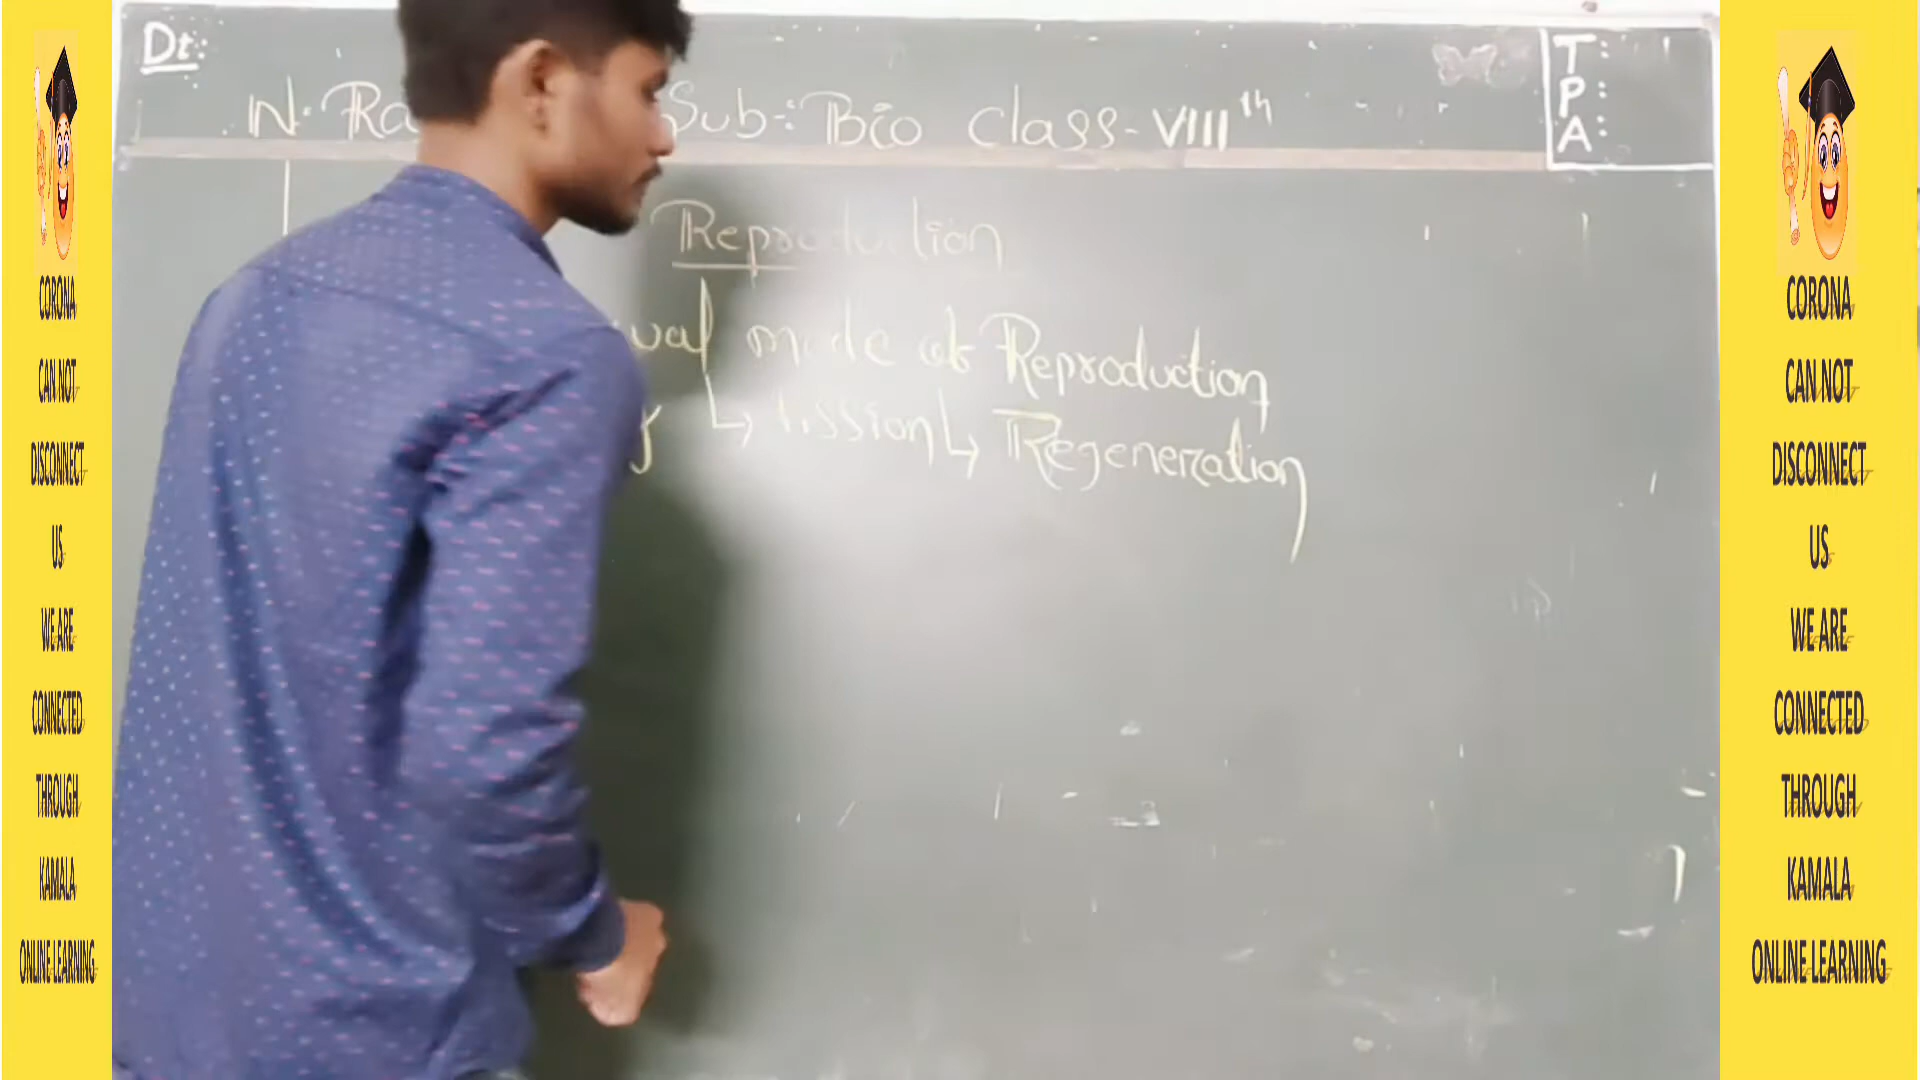 Dt:
N. Ra Sub:- Bio Class- VIIIth
T:
P:
A:
Reproduction
mode of Reproduction
↳ fission ↳ Regeneration
CORONA
CAN NOT
DISCONNECT
US
WE ARE
CONNECTED
THROUGH
KAMALA
ONLINE LEARNING
CORONA
CAN NOT
DISCONNECT
US
WE ARE
CONNECTED
THROUGH
KAMALA
ONLINE LEARNING